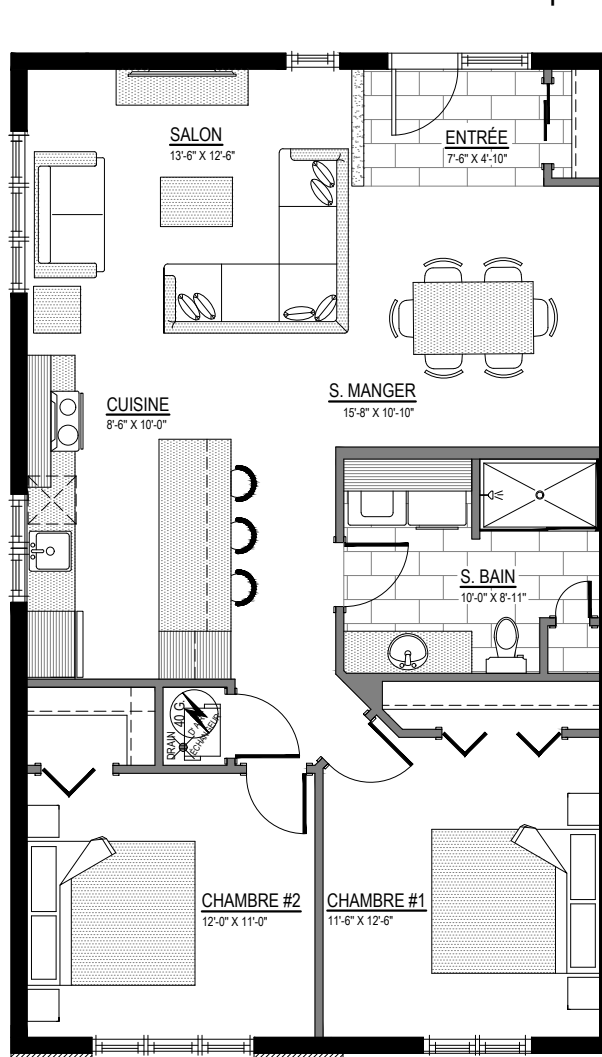 SALON
13'-6" X 12'-6"
ENTRÉE
7'-6" X 4'-10"
CUISINE
8'-6" X 10'-0"
S. MANGER
15'-8" X 10'-10"
S. BAIN
10'-0" X 8'-11"
DRAIN
40 G
D'AIR
ÉCHANGEUR
CHAMBRE #2
12'-0" X 11'-0"
CHAMBRE #1
11'-6" X 12'-6"